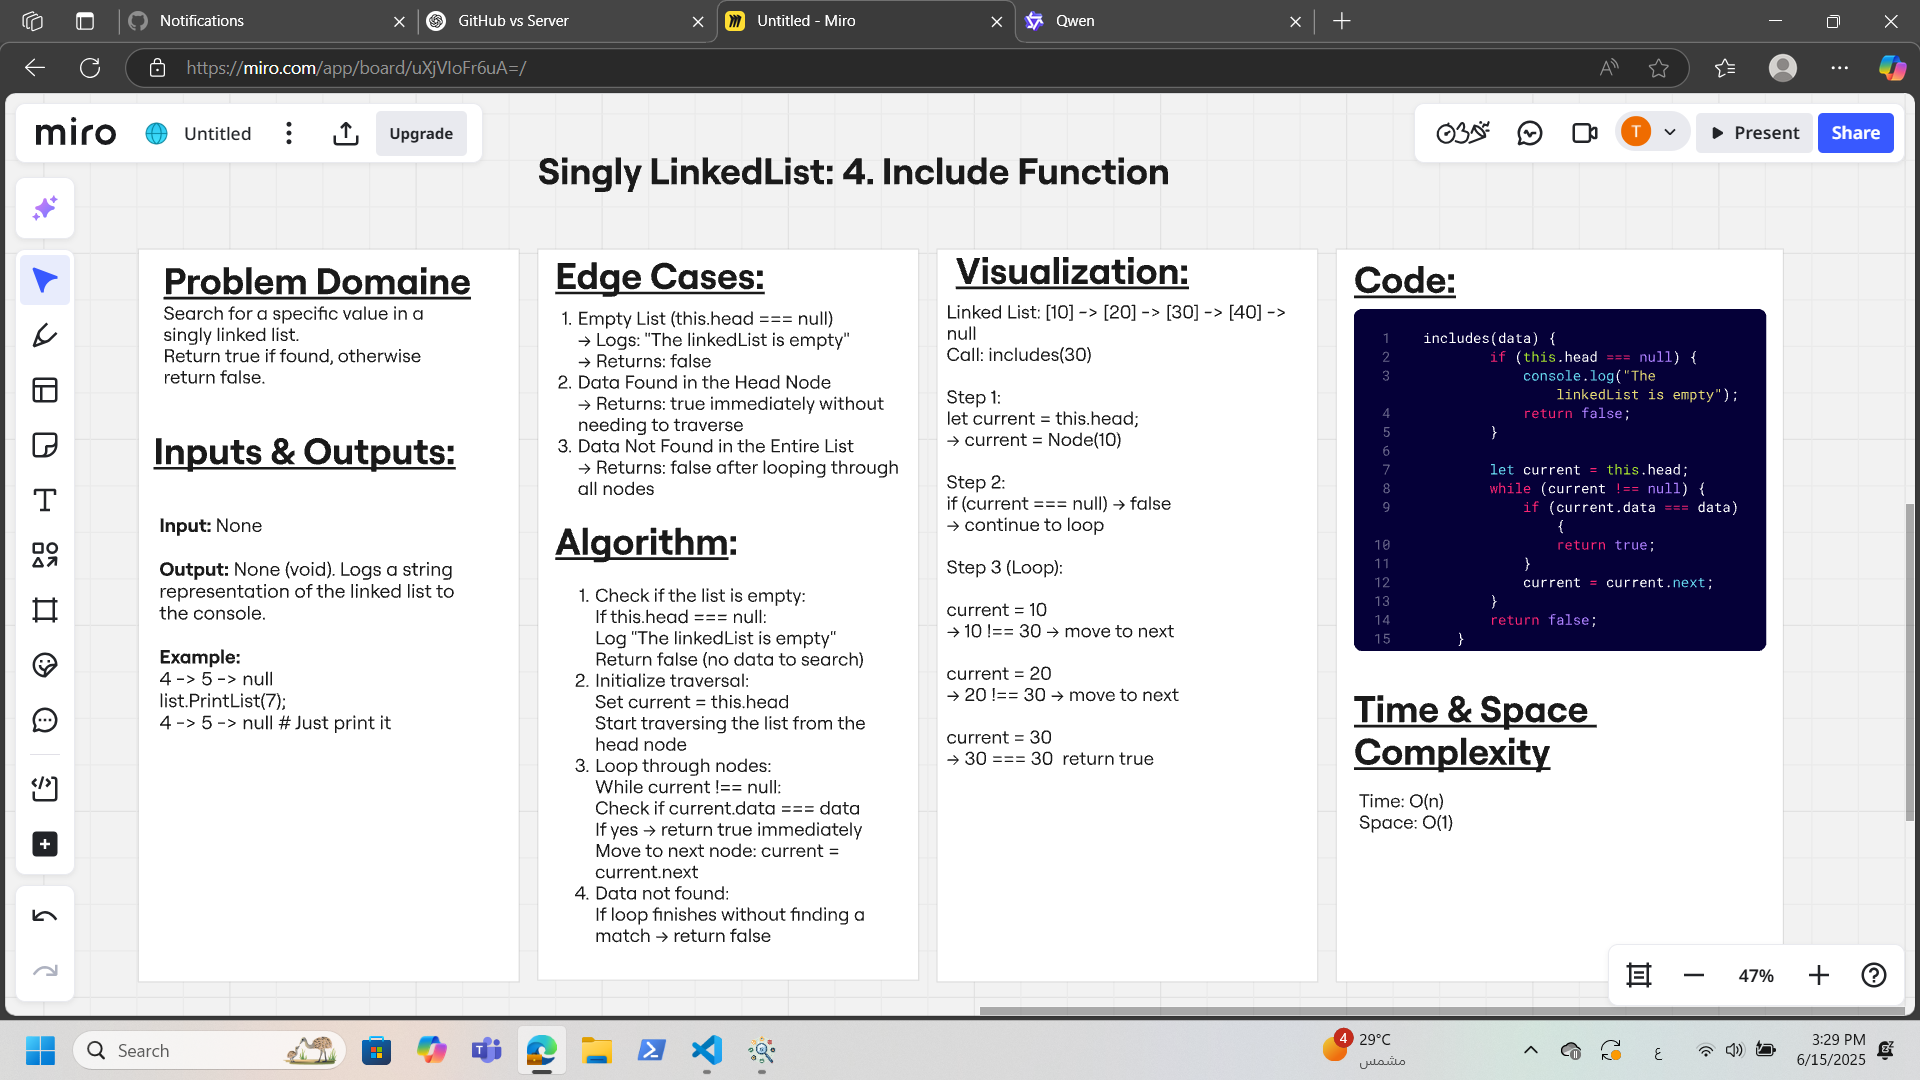 Notifications
GitHub vs Server
Untitled - Miro
Qwen
https://miro.com/app/board/uXjVIoFr6uA=/
miro
Untitled
Upgrade
T
Present
Share
Singly LinkedList: 4. Include Function
Problem Domaine
Search for a specific value in a
singly linked list.
Return true if found, otherwise
return false.
Inputs & Outputs:
Input: None
Output: None (void). Logs a string
representation of the linked list to
the console.
Example:
4 -> 5 -> null
list.PrintList(7);
4 -> 5 -> null # Just print it
Edge Cases:
1. Empty List (this.head === null)
→ Logs: "The linkedList is empty"
→ Returns: false
2. Data Found in the Head Node
→ Returns: true immediately without
needing to traverse
3. Data Not Found in the Entire List
→ Returns: false after looping through
all nodes
Algorithm:
1. Check if the list is empty:
If this.head === null:
Log "The linkedList is empty"
Return false (no data to search)
2. Initialize traversal:
Set current = this.head
Start traversing the list from the
head node
3. Loop through nodes:
While current !== null:
Check if current.data === data
If yes → return true immediately
Move to next node: current =
current.next
4. Data not found:
If loop finishes without finding a
match → return false
Visualization:
Linked List: [10] -> [20] -> [30] -> [40] ->
null
Call: includes(30)
Step 1:
let current = this.head;
→ current = Node(10)
Step 2:
if (current === null) → false
→ continue to loop
Step 3 (Loop):
current = 10
→ 10 !== 30 → move to next
current = 20
→ 20 !== 30 → move to next
current = 30
→ 30 === 30  return true
Code:
1 includes(data) {
2 if (this.head === null) {
3 console.log("The
linkedList is empty");
4 return false;
5 }
6
7 let current = this.head;
8 while (current !== null) {
9 if (current.data === data)
{
10 return true;
11 }
12 current = current.next;
13 }
14 return false;
15 }
Time & Space
Complexity
Time: O(n)
Space: O(1)
47%
Search
4
29°C
مشمس
ع
3:29 PM
6/15/2025